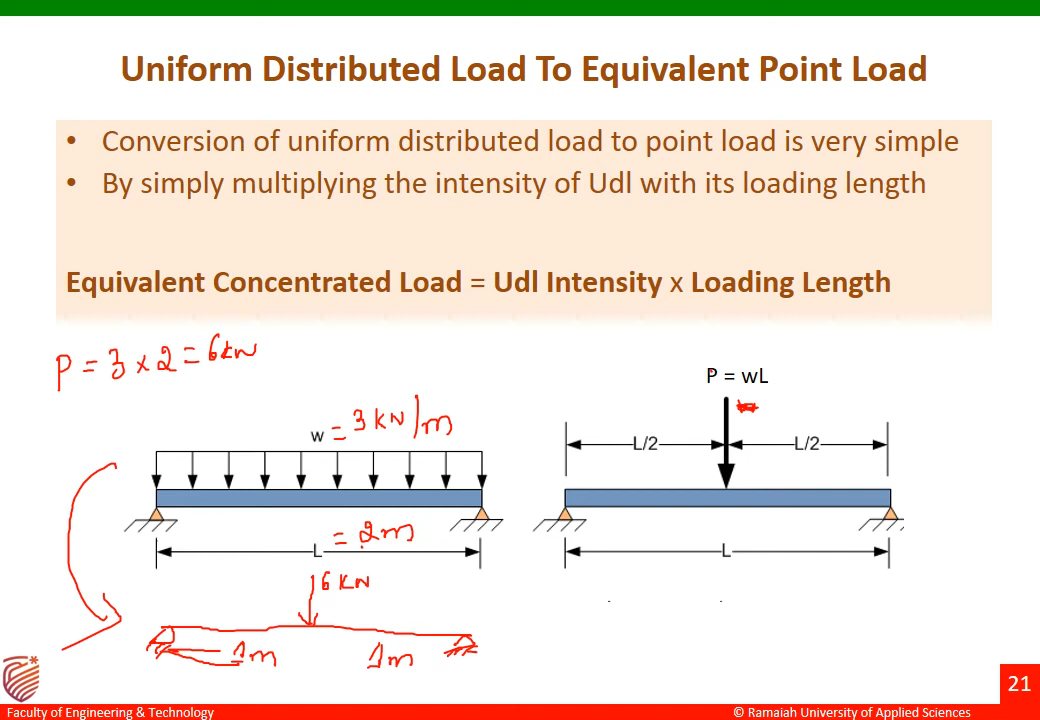 Uniform Distributed Load To Equivalent Point Load
• Conversion of uniform distributed load to point load is very simple
• By simply multiplying the intensity of Udl with its loading length
Equivalent Concentrated Load = Udl Intensity x Loading Length
P = 3 x 2 = 6 kN
P = wL
w = 3 KN/m
L/2 L/2
L = 2m
L
6 KN
1m 1m
21
Faculty of Engineering & Technology
© Ramaiah University of Applied Sciences